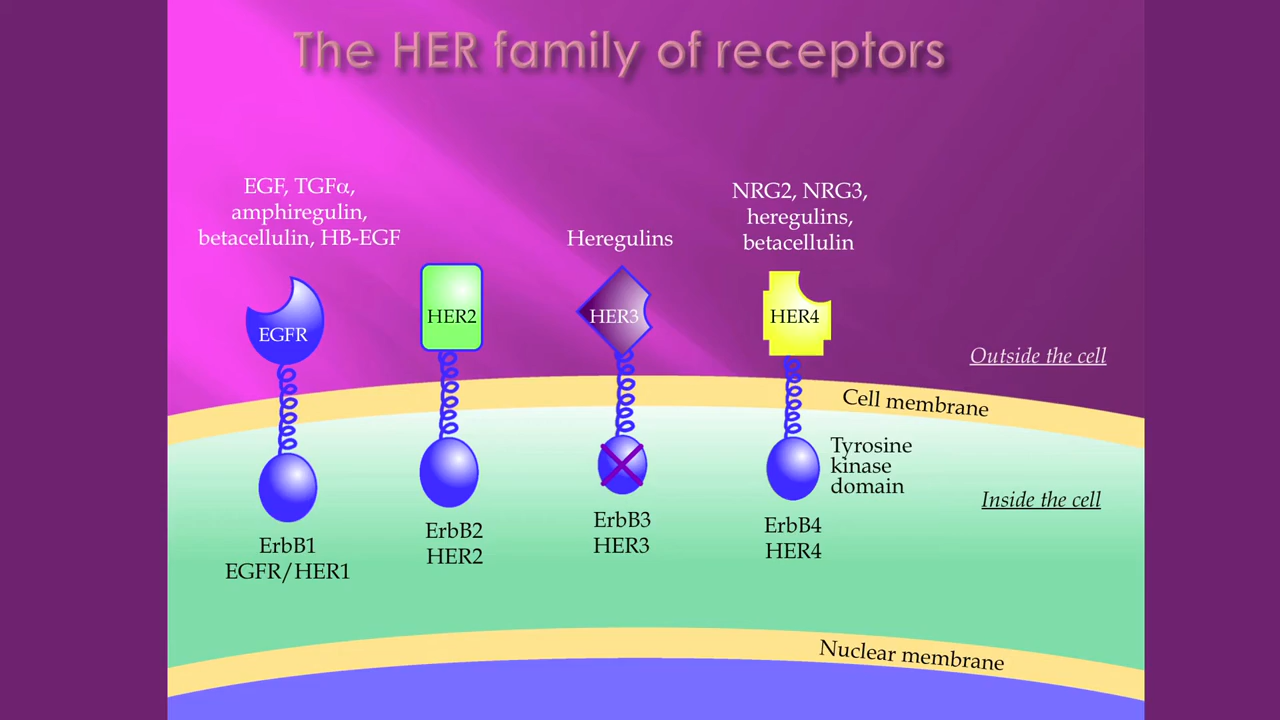 The HER family of receptors
EGF, TGFα,
amphiregulin,
betacellulin, HB-EGF
Heregulins
NRG2, NRG3,
heregulins,
betacellulin
EGFR
HER2
HER3
HER4
Outside the cell
Cell membrane
Tyrosine
kinase
domain
Inside the cell
ErbB1
EGFR/HER1
ErbB2
HER2
ErbB3
HER3
ErbB4
HER4
Nuclear membrane